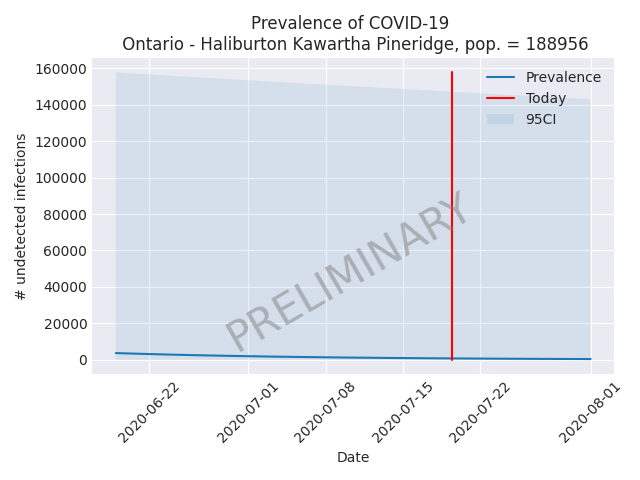 Prevalence of COVID-19
Ontario - Haliburton Kawartha Pineridge, pop. = 188956
160000
140000
120000
100000
80000
60000
40000
20000
0
# undetected infections
Prevalence
Today
95CI
PRELIMINARY
2020-06-22
2020-07-01
2020-07-08
2020-07-15
2020-07-22
2020-08-01
Date